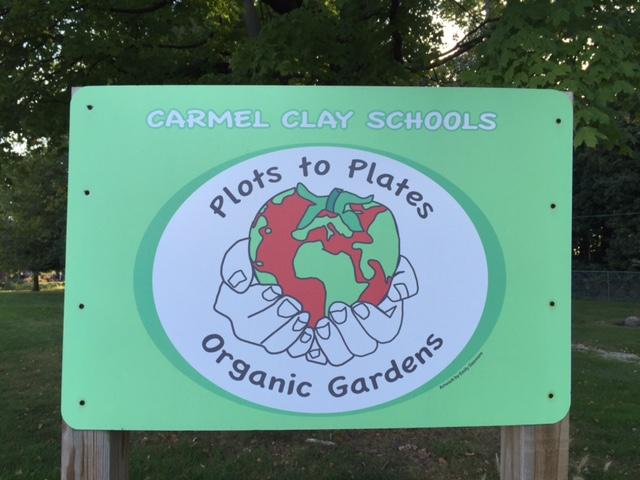 CARMEL CLAY SCHOOLS
Plots to Plates
Organic Gardens